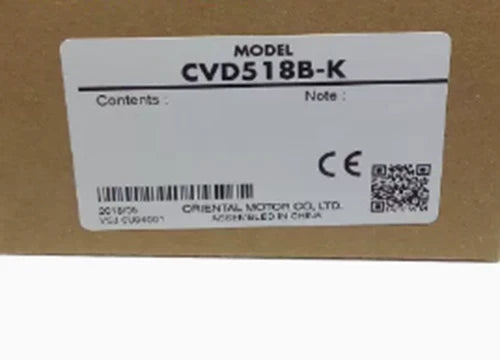 MODEL
CVD518B-K
Contents :
Note :
CE
ORIENTAL MOTOR CO., LTD.
ASSEMBLED IN CHINA